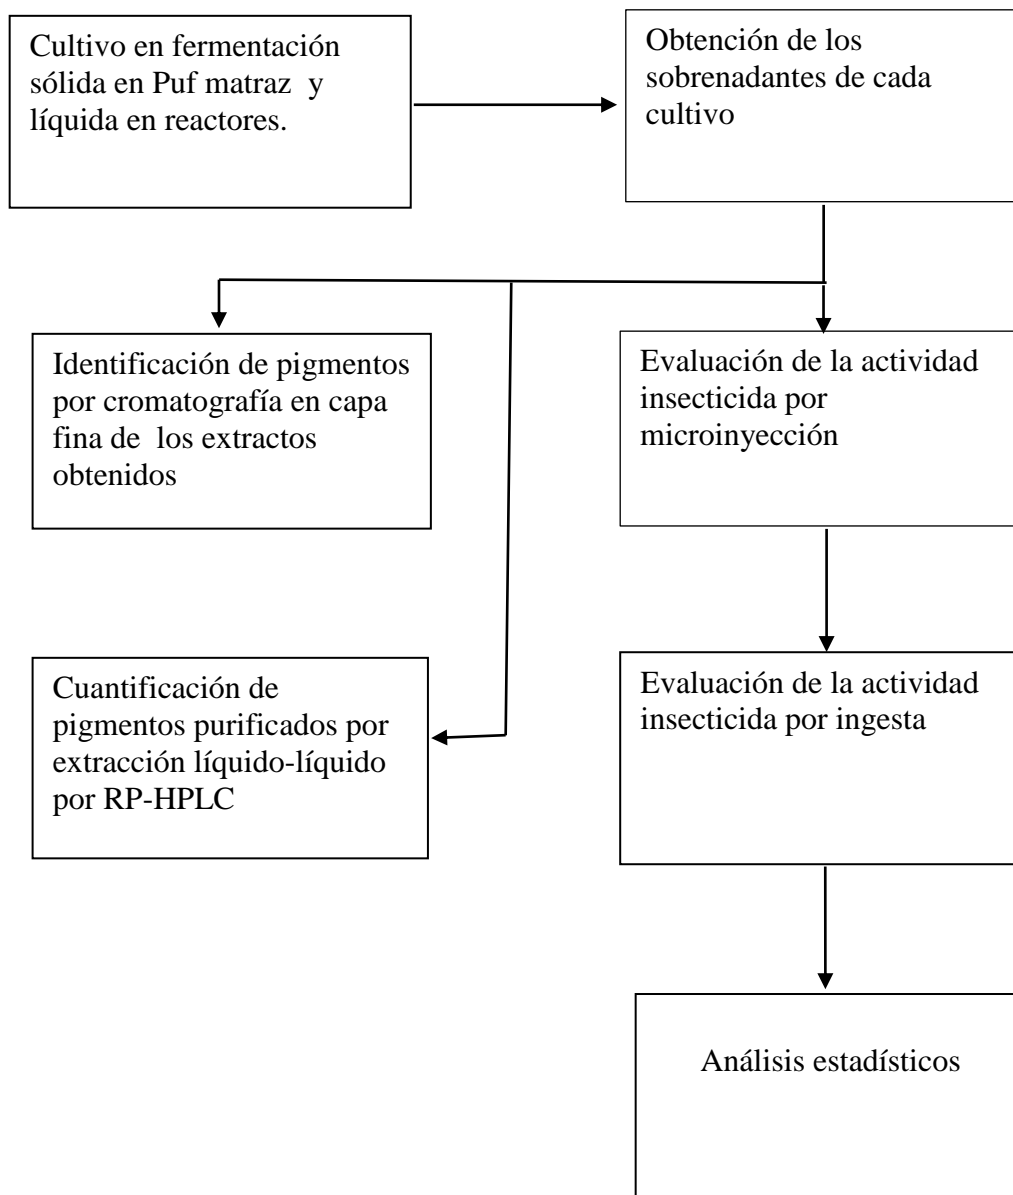 Cultivo en fermentación
sólida en Puf matraz  y
líquida en reactores.
Obtención de los
sobrenadantes de cada
cultivo
Identificación de pigmentos
por cromatografía en capa
fina de  los extractos
obtenidos
Evaluación de la actividad
insecticida por
microinyección
Cuantificación de
pigmentos purificados por
extracción líquido-líquido
por RP-HPLC
Evaluación de la actividad
insecticida por ingesta
Análisis estadísticos